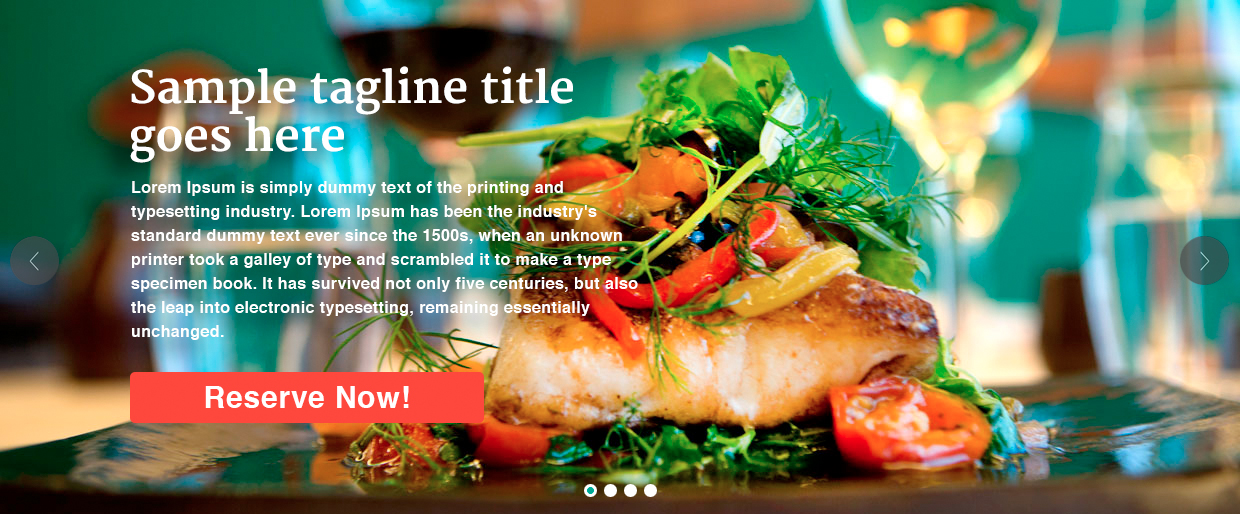 Sample tagline title
goes here
Lorem Ipsum is simply dummy text of the printing and
typesetting industry. Lorem Ipsum has been the industry's
standard dummy text ever since the 1500s, when an unknown
printer took a galley of type and scrambled it to make a type
specimen book. It has survived not only five centuries, but also
the leap into electronic typesetting, remaining essentially
unchanged.
Reserve Now!